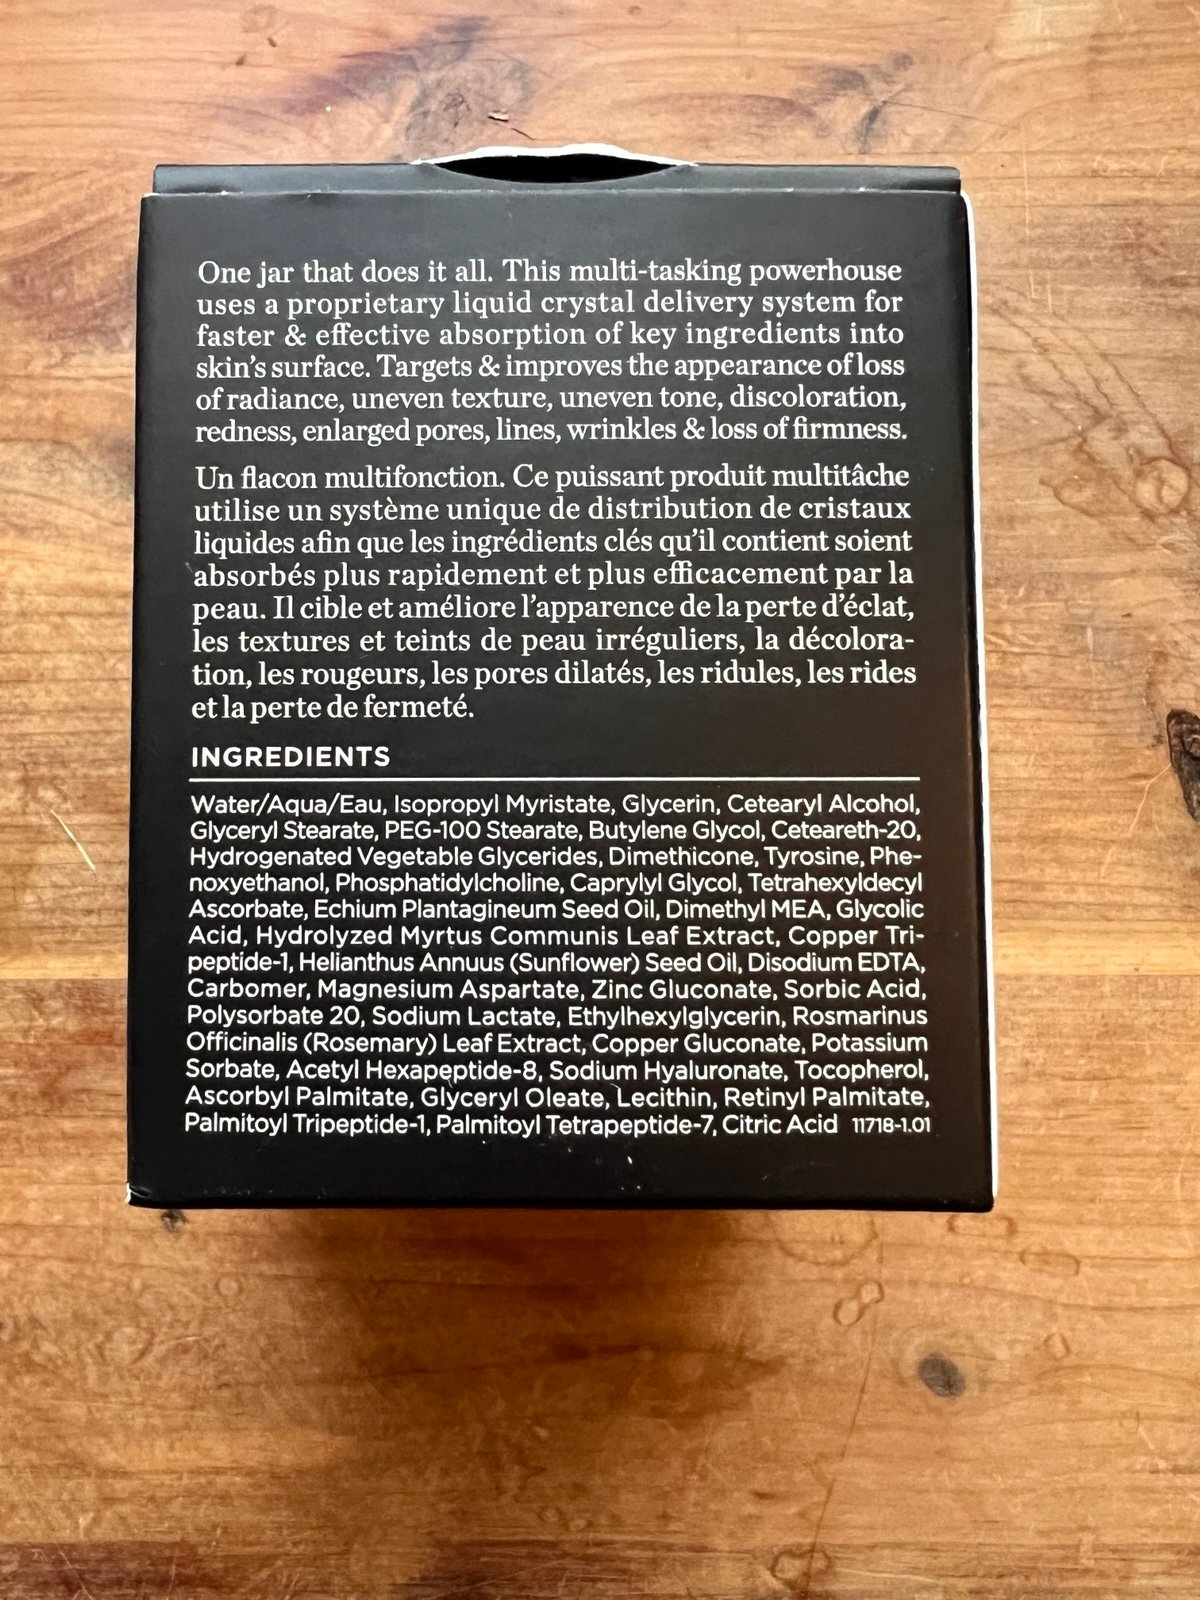 One jar that does it all. This multi-tasking powerhouse
uses a proprietary liquid crystal delivery system for
faster & effective absorption of key ingredients into
skin's surface. Targets & improves the appearance of loss
of radiance, uneven texture, uneven tone, discoloration,
redness, enlarged pores, lines, wrinkles & loss of firmness.
Un flacon multifonction. Ce puissant produit multitâche
utilise un système unique de distribution de cristaux
liquides afin que les ingrédients clés qu'il contient soient
absorbés plus rapidement et plus efficacement par la
peau. Il cible et améliore l'apparence de la perte d'éclat,
les textures et teints de peau irréguliers, la décolora-
tion, les rougeurs, les pores dilatés, les ridules, les rides
et la perte de fermeté.
INGREDIENTS
Water/Aqua/Eau, Isopropyl Myristate, Glycerin, Cetearyl Alcohol,
Glyceryl Stearate, PEG-100 Stearate, Butylene Glycol, Ceteareth-20,
Hydrogenated Vegetable Glycerides, Dimethicone, Tyrosine, Phe-
noxyethanol, Phosphatidylcholine, Caprylyl Glycol, Tetrahexyldecyl
Ascorbate, Echium Plantagineum Seed Oil, Dimethyl MEA, Glycolic
Acid, Hydrolyzed Myrtus Communis Leaf Extract, Copper Tri-
peptide-1, Helianthus Annuus (Sunflower) Seed Oil, Disodium EDTA,
Carbomer, Magnesium Aspartate, Zinc Gluconate, Sorbic Acid,
Polysorbate 20, Sodium Lactate, Ethylhexylglycerin, Rosmarinus
Officinalis (Rosemary) Leaf Extract, Copper Gluconate, Potassium
Sorbate, Acetyl Hexapeptide-8, Sodium Hyaluronate, Tocopherol,
Ascorbyl Palmitate, Glyceryl Oleate, Lecithin, Retinyl Palmitate,
Palmitoyl Tripeptide-1, Palmitoyl Tetrapeptide-7, Citric Acid 11718-1.01